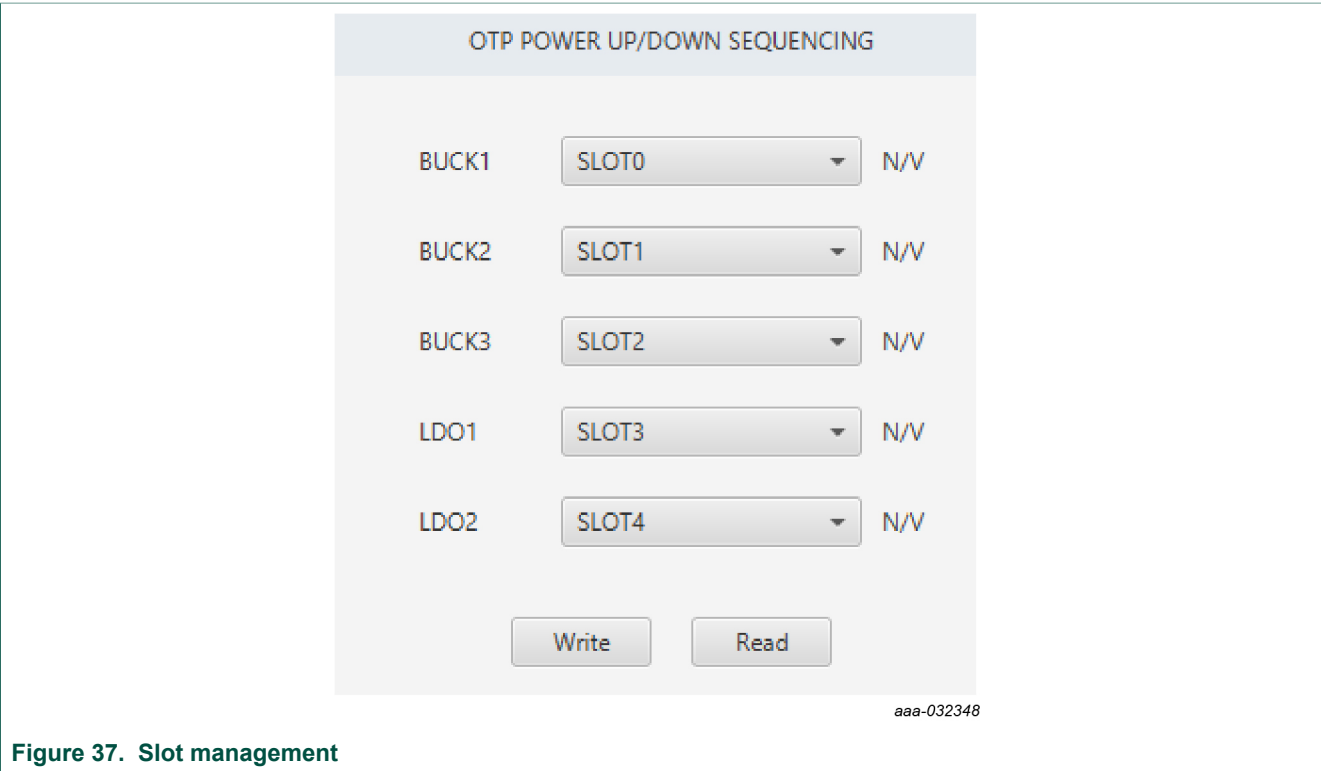 OTP POWER UP/DOWN SEQUENCING
BUCK1 SLOT0 N/V
BUCK2 SLOT1 N/V
BUCK3 SLOT2 N/V
LDO1 SLOT3 N/V
LDO2 SLOT4 N/V
Write Read
aaa-032348
Figure 37. Slot management